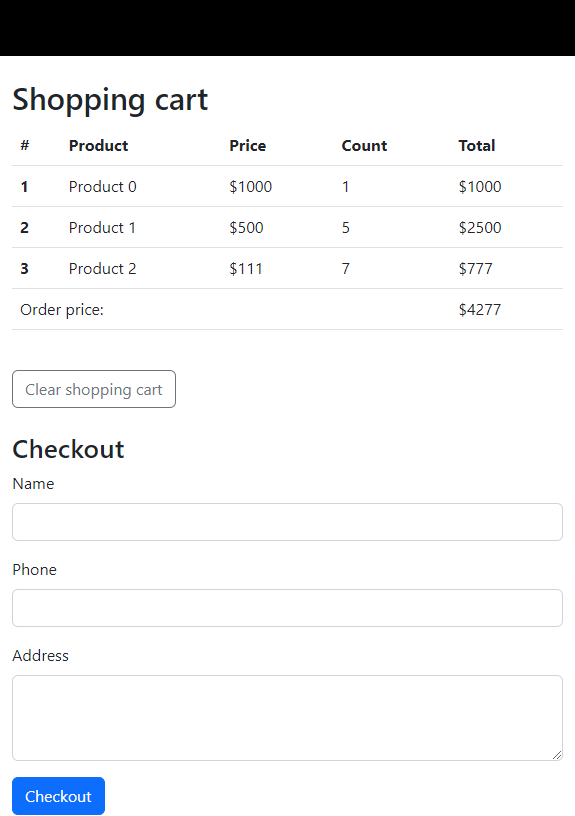 Shopping cart
# Product Price Count Total
1 Product 0 $1000 1 $1000
2 Product 1 $500 5 $2500
3 Product 2 $111 7 $777
Order price: $4277
Clear shopping cart
Checkout
Name
Phone
Address
Checkout